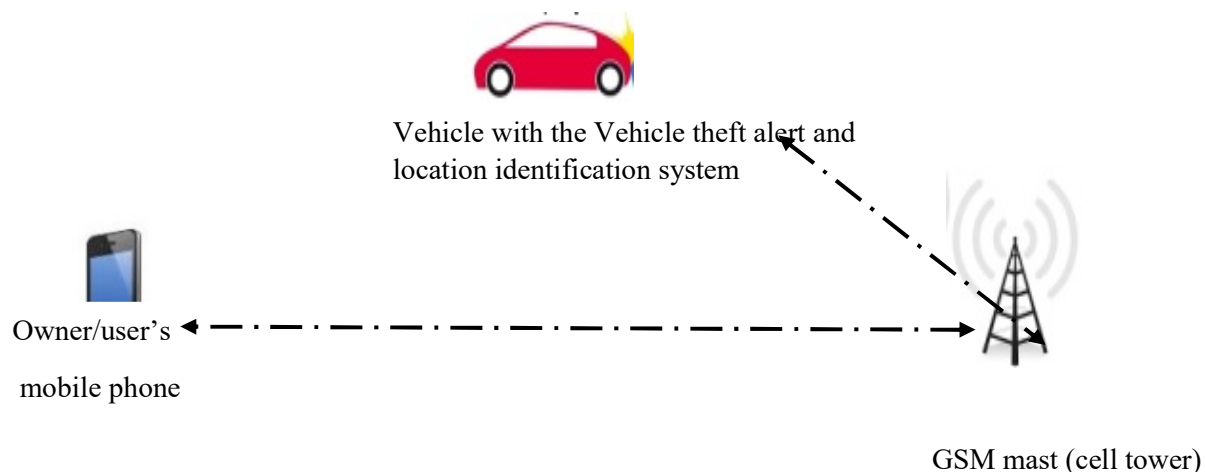 Vehicle with the Vehicle theft alert and
location identification system
Owner/user’s
mobile phone
GSM mast (cell tower)